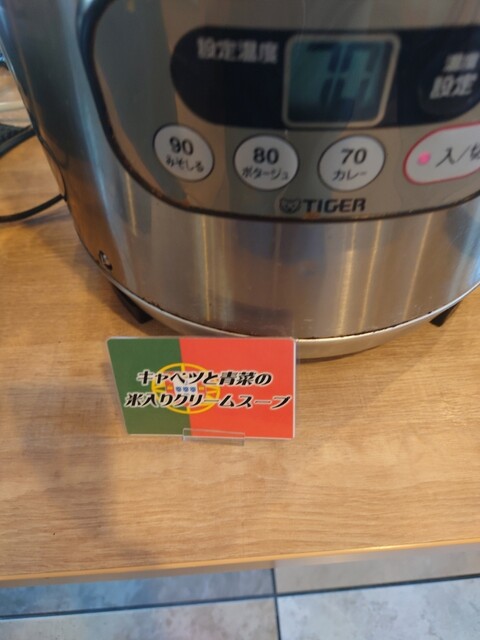 設定温度
70
温度
設定
90
みそしる
80
ポタージュ
70
カレー
入/切
TIGER
キャベツと青菜の
米入りクリームスープ